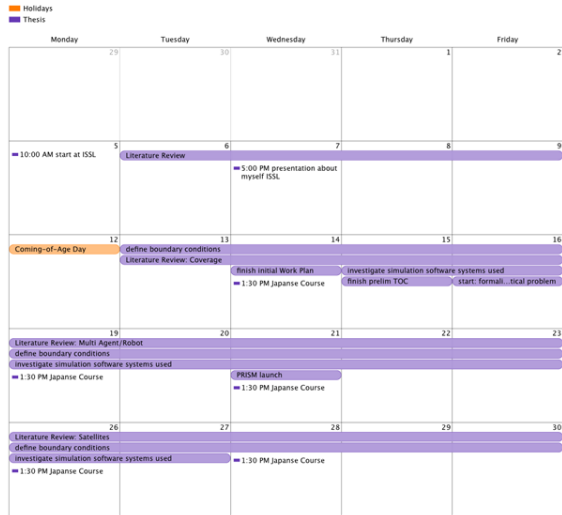 Holidays
Thesis
Monday Tuesday Wednesday Thursday Friday
29 30 31 1 2
5 6 7 8 9
10:00 AM start at ISSL
Literature Review
5:00 PM presentation about
myself ISSL
12 13 14 15 16
Coming-of-Age Day
define boundary conditions
Literature Review: Coverage
finish initial Work Plan
investigate simulation software systems used
1:30 PM Japanse Course
finish prelim TOC
start: formali...tical problem
19 20 21 22 23
Literature Review: Multi Agent/Robot
define boundary conditions
investigate simulation software systems used
1:30 PM Japanse Course
PRISM launch
1:30 PM Japanse Course
26 27 28 29 30
Literature Review: Satellites
define boundary conditions
investigate simulation software systems used
1:30 PM Japanse Course
1:30 PM Japanse Course